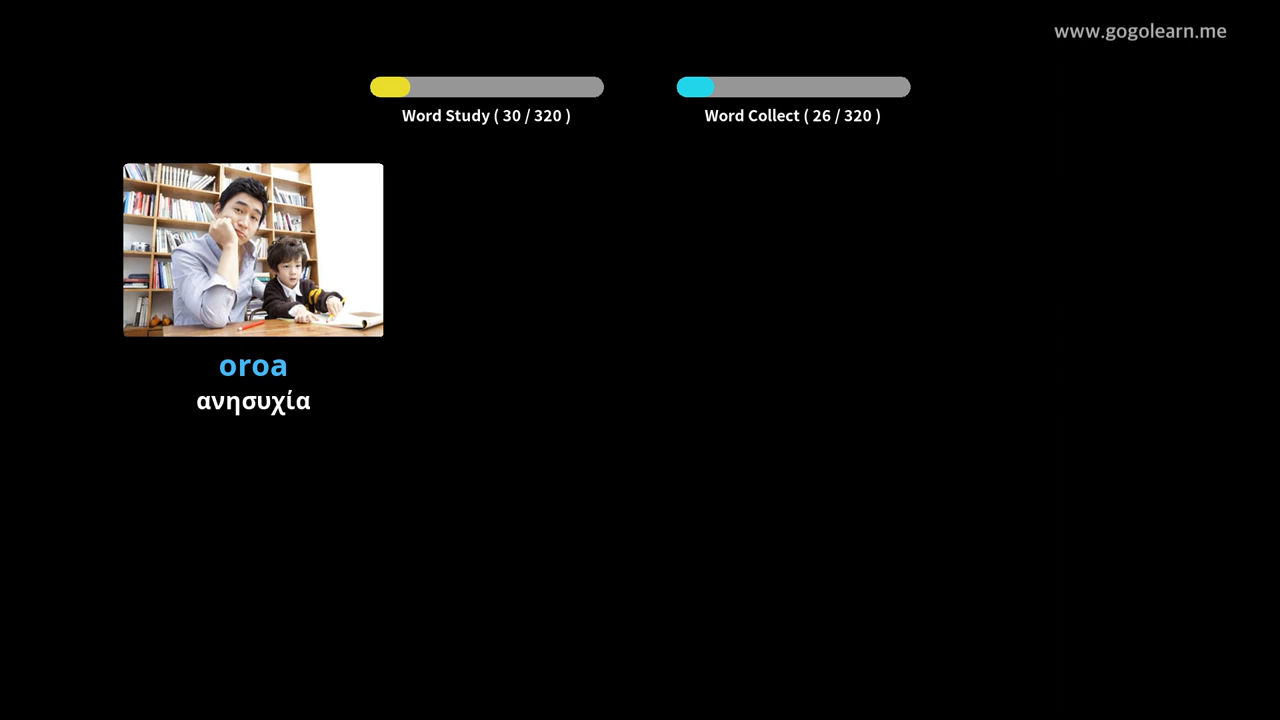 www.gogolearn.me
Word Study ( 30 / 320 )
Word Collect ( 26 / 320 )
oroa
ανησυχία